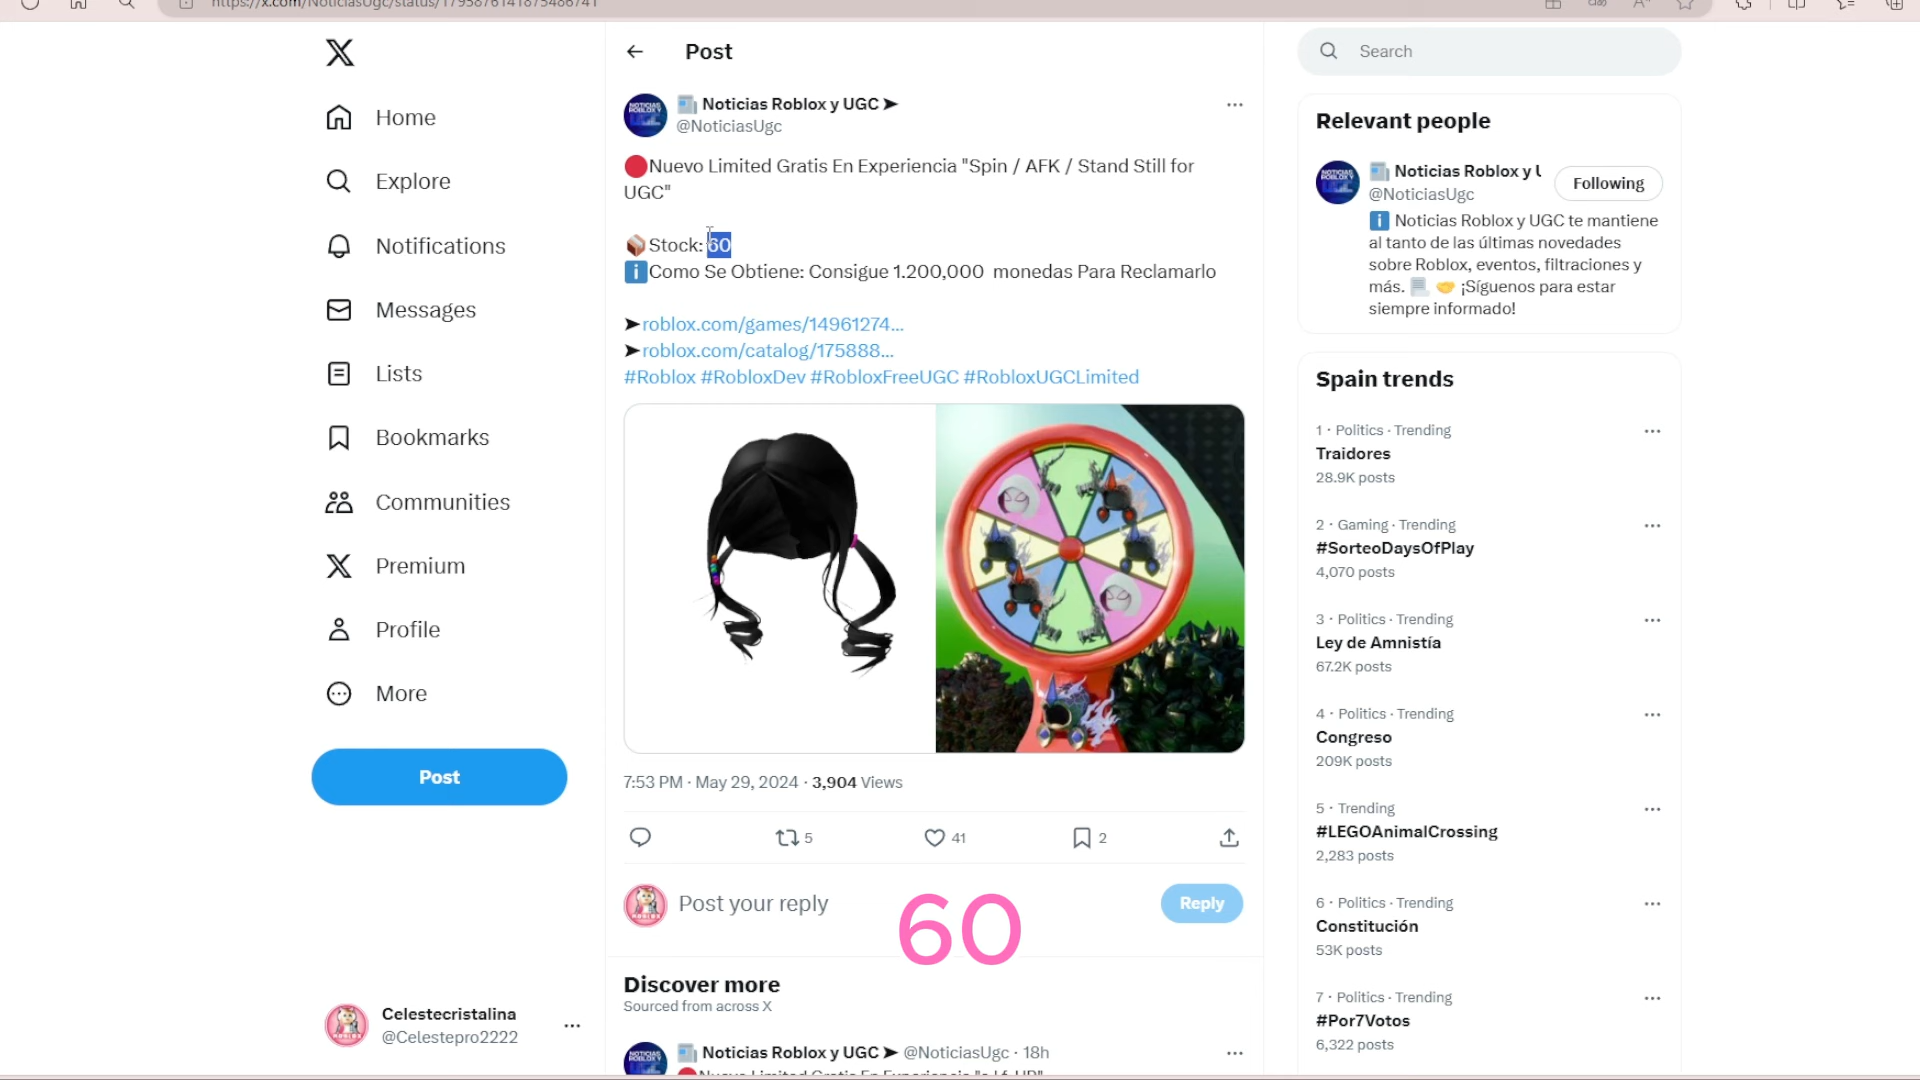 https://x.com/NoticiasUgc/status/1795876141875486741
Home
Explore
Notifications
Messages
Lists
Bookmarks
Communities
Premium
Profile
More
Post
Celestecristalina
@Celestepro2222
Post
Noticias Roblox y UGC ➤
@NoticiasUgc
🔴Nuevo Limited Gratis En Experiencia "Spin / AFK / Stand Still for
UGC"
📦Stock: 60
ℹ️Como Se Obtiene: Consigue 1.200,000 monedas Para Reclamarlo
➤roblox.com/games/14961274...
➤roblox.com/catalog/175888...
#Roblox #RobloxDev #RobloxFreeUGC #RobloxUGCLimited
7:53 PM · May 29, 2024 · 3,904 Views
5
41
2
Post your reply
Reply
60
Discover more
Sourced from across X
Noticias Roblox y UGC ➤ @NoticiasUgc · 18h
Search
Relevant people
Noticias Roblox y U
@NoticiasUgc
Following
ℹ️ Noticias Roblox y UGC te mantiene
al tanto de las últimas novedades
sobre Roblox, eventos, filtraciones y
más. 📃 🤝 ¡Síguenos para estar
siempre informado!
Spain trends
1 · Politics · Trending
Traidores
28.9K posts
2 · Gaming · Trending
#SorteoDaysOfPlay
4,070 posts
3 · Politics · Trending
Ley de Amnistía
67.2K posts
4 · Politics · Trending
Congreso
209K posts
5 · Trending
#LEGOAnimalCrossing
2,283 posts
6 · Politics · Trending
Constitución
53K posts
7 · Politics · Trending
#Por7Votos
6,322 posts